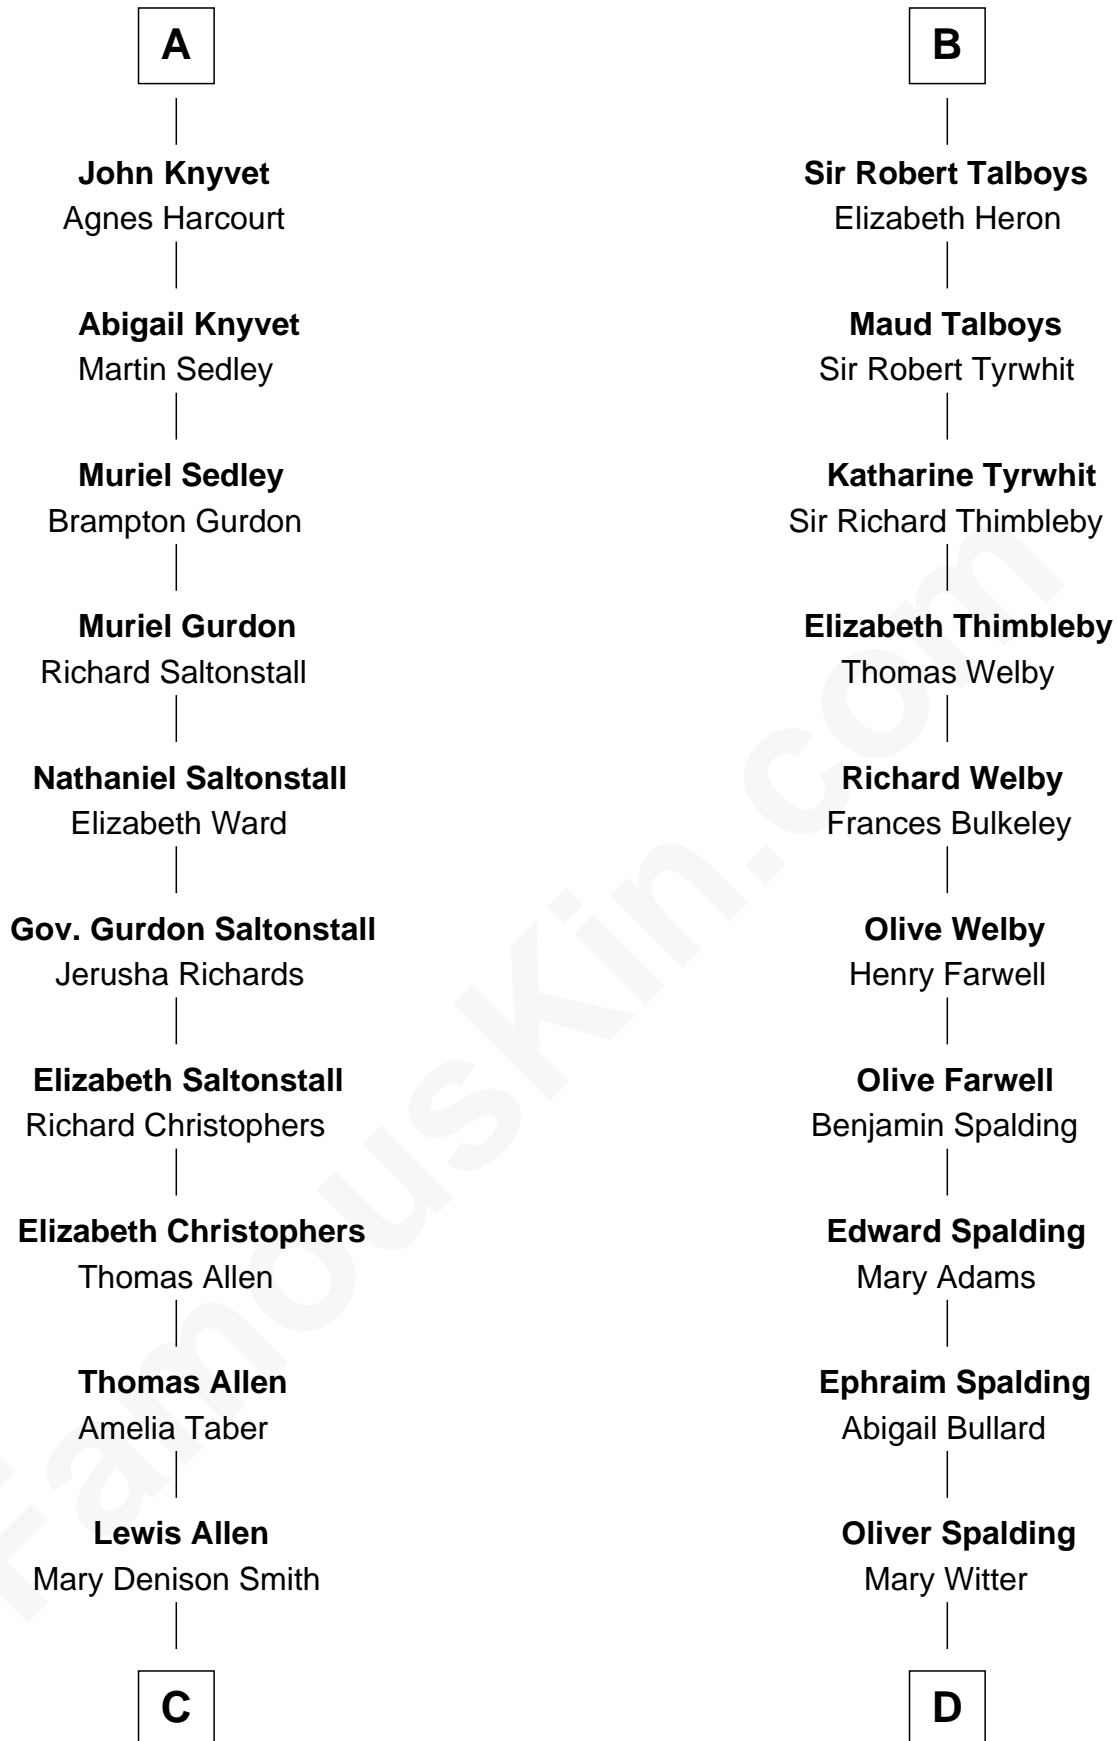 A
John Knyvet
Agnes Harcourt
Abigail Knyvet
Martin Sedley
Muriel Sedley
Brampton Gurdon
Muriel Gurdon
Richard Saltonstall
Nathaniel Saltonstall
Elizabeth Ward
Gov. Gurdon Saltonstall
Jerusha Richards
Elizabeth Saltonstall
Richard Christophers
Elizabeth Christophers
Thomas Allen
Thomas Allen
Amelia Taber
Lewis Allen
Mary Denison Smith
C
B
Sir Robert Talboys
Elizabeth Heron
Maud Talboys
Sir Robert Tyrwhit
Katharine Tyrwhit
Sir Richard Thimbleby
Elizabeth Thimbleby
Thomas Welby
Richard Welby
Frances Bulkeley
Olive Welby
Henry Farwell
Olive Farwell
Benjamin Spalding
Edward Spalding
Mary Adams
Ephraim Spalding
Abigail Bullard
Oliver Spalding
Mary Witter
D
FamousKin.com